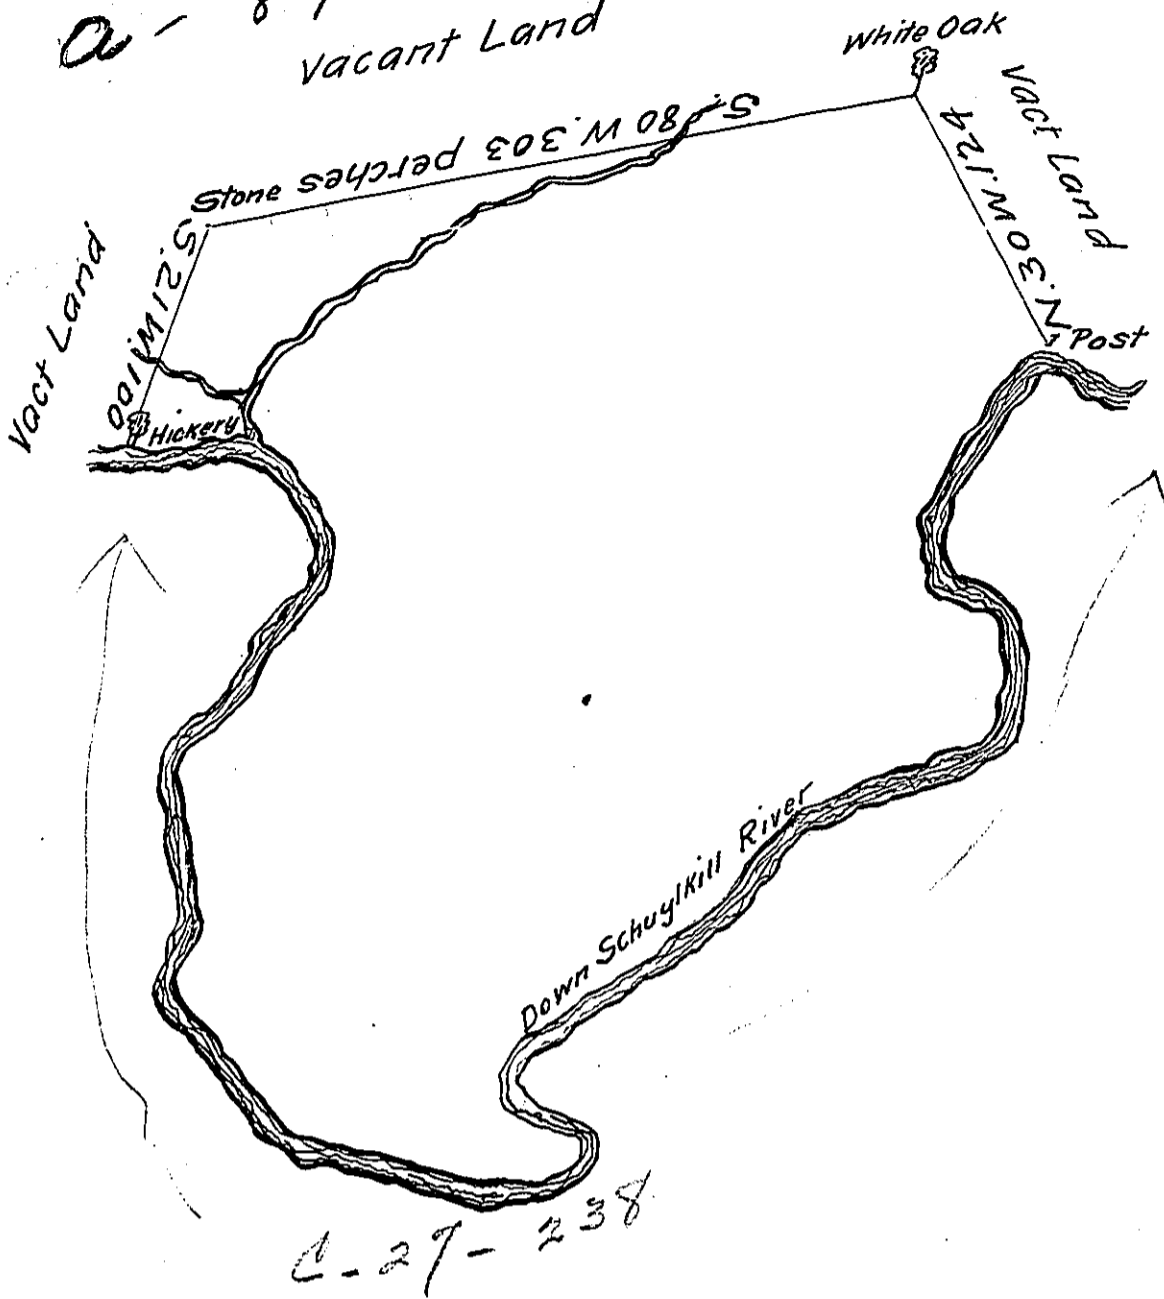 a -
Vacant Land
White Oak
Vact Land
S. 80 W. 303 perches
N. 30 W. 124
Stone
S. 21 W. 100
Vact Land
Post
Hickery
Down Schuylkill River
C-27-238